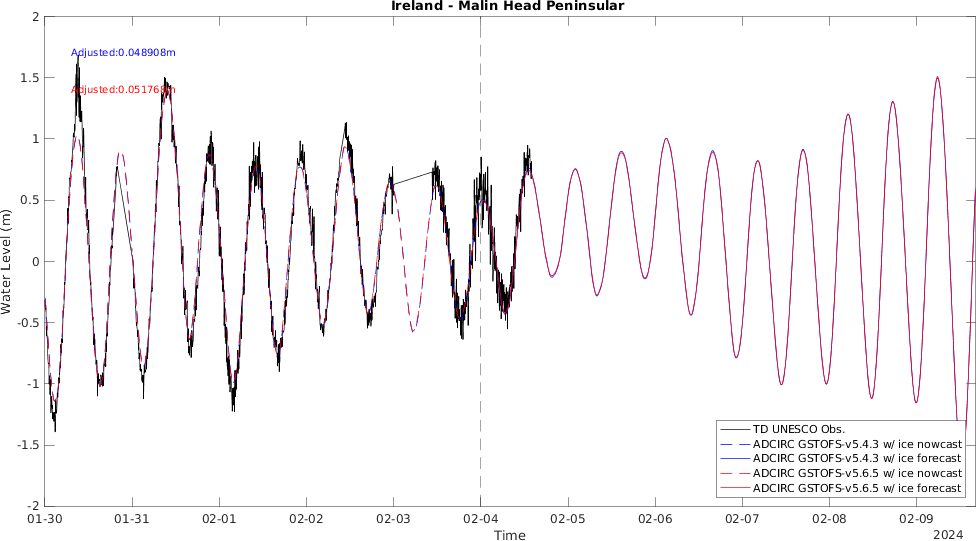 Ireland - Malin Head Peninsular
2
Adjusted:0.048908m
1.5
Adjusted:0.051768m
1
0.5
0
-0.5
-1
-1.5
-2
Water Level (m)
TD UNESCO Obs.
ADCIRC GSTOFS-v5.4.3 w/ ice nowcast
ADCIRC GSTOFS-v5.4.3 w/ ice forecast
ADCIRC GSTOFS-v5.6.5 w/ ice nowcast
ADCIRC GSTOFS-v5.6.5 w/ ice forecast
01-30 01-31 02-01 02-02 02-03 02-04 02-05 02-06 02-07 02-08 02-09
Time
2024